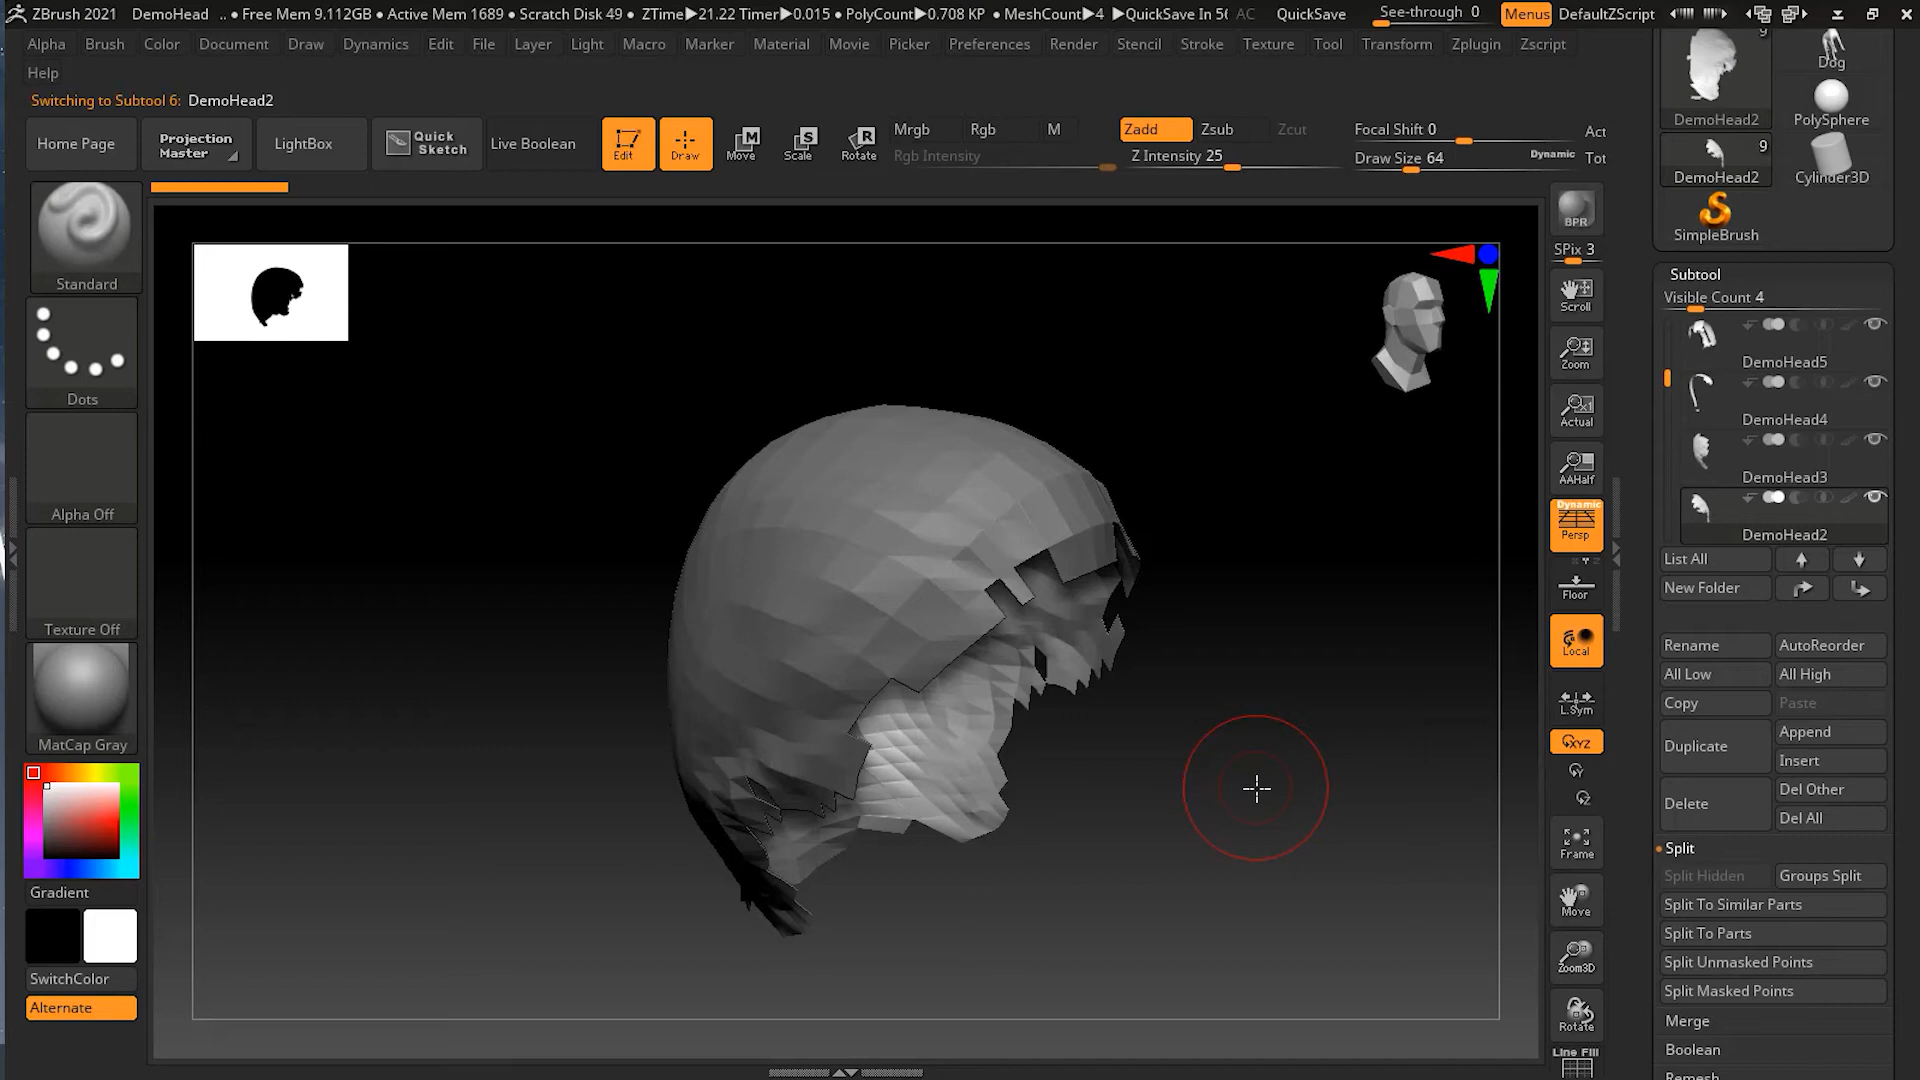 ZBrush 2021 DemoHead .. • Free Mem 9.112GB • Active Mem 1689 • Scratch Disk 49 • ZTime▶21.22 Timer▶0.015 • PolyCount▶0.708 KP • MeshCount▶4 ▶QuickSave In 56 AC QuickSave See-through 0 Menus DefaultZScript
Alpha Brush Color Document Draw Dynamics Edit File Layer Light Macro Marker Material Movie Picker Preferences Render Stencil Stroke Texture Tool Transform Zplugin Zscript
Help
Switching to Subtool 6: DemoHead2
Home Page
Projection Master
LightBox
Quick Sketch
Live Boolean
Edit
Draw
Move
Scale
Rotate
Mrgb Rgb M
Rgb Intensity
Zadd Zsub Zcut
Z Intensity 25
Focal Shift 0
Draw Size 64
Dynamic
Act
Tot
Standard
Dots
Alpha Off
Texture Off
MatCap Gray
Gradient
SwitchColor
Alternate
BPR
SPix 3
Scroll
Zoom
Actual
AAHalf
Dynamic
Persp
Floor
Local
L.Sym
XYZ
Frame
Move
Zoom3D
Rotate
Line Fill
9
DemoHead2
Dog
PolySphere
9
DemoHead2
Cylinder3D
SimpleBrush
Subtool
Visible Count 4
DemoHead5
DemoHead4
DemoHead3
DemoHead2
List All
New Folder
Rename AutoReorder
All Low All High
Copy Paste
Duplicate Append
Insert
Delete Del Other
Del All
Split
Split Hidden Groups Split
Split To Similar Parts
Split To Parts
Split Unmasked Points
Split Masked Points
Merge
Boolean
Remesh